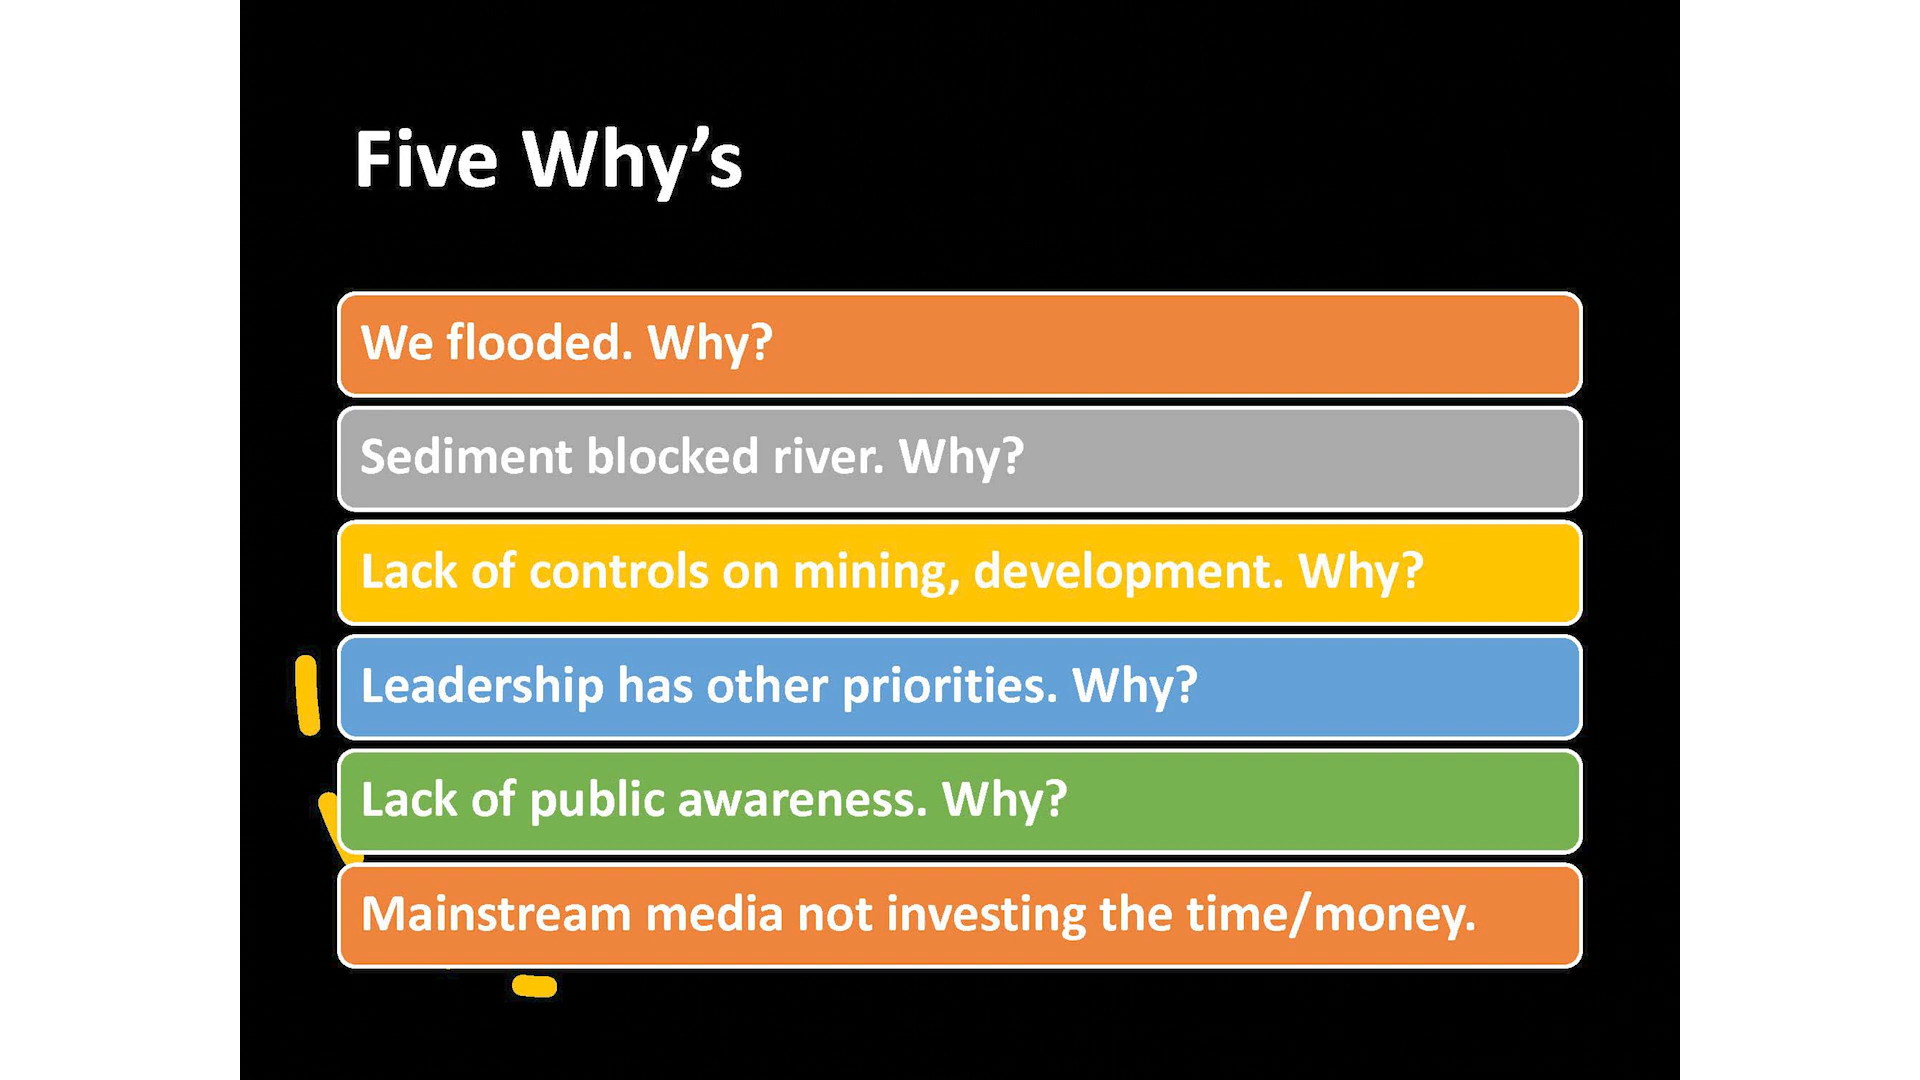 Five Why’s
We flooded. Why?
Sediment blocked river. Why?
Lack of controls on mining, development. Why?
Leadership has other priorities. Why?
Lack of public awareness. Why?
Mainstream media not investing the time/money.